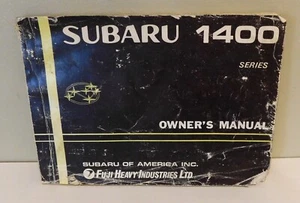 SUBARU 1400
SERIES
OWNER'S MANUAL
SUBARU OF AMERICA INC.
FUJI HEAVY INDUSTRIES LTD.